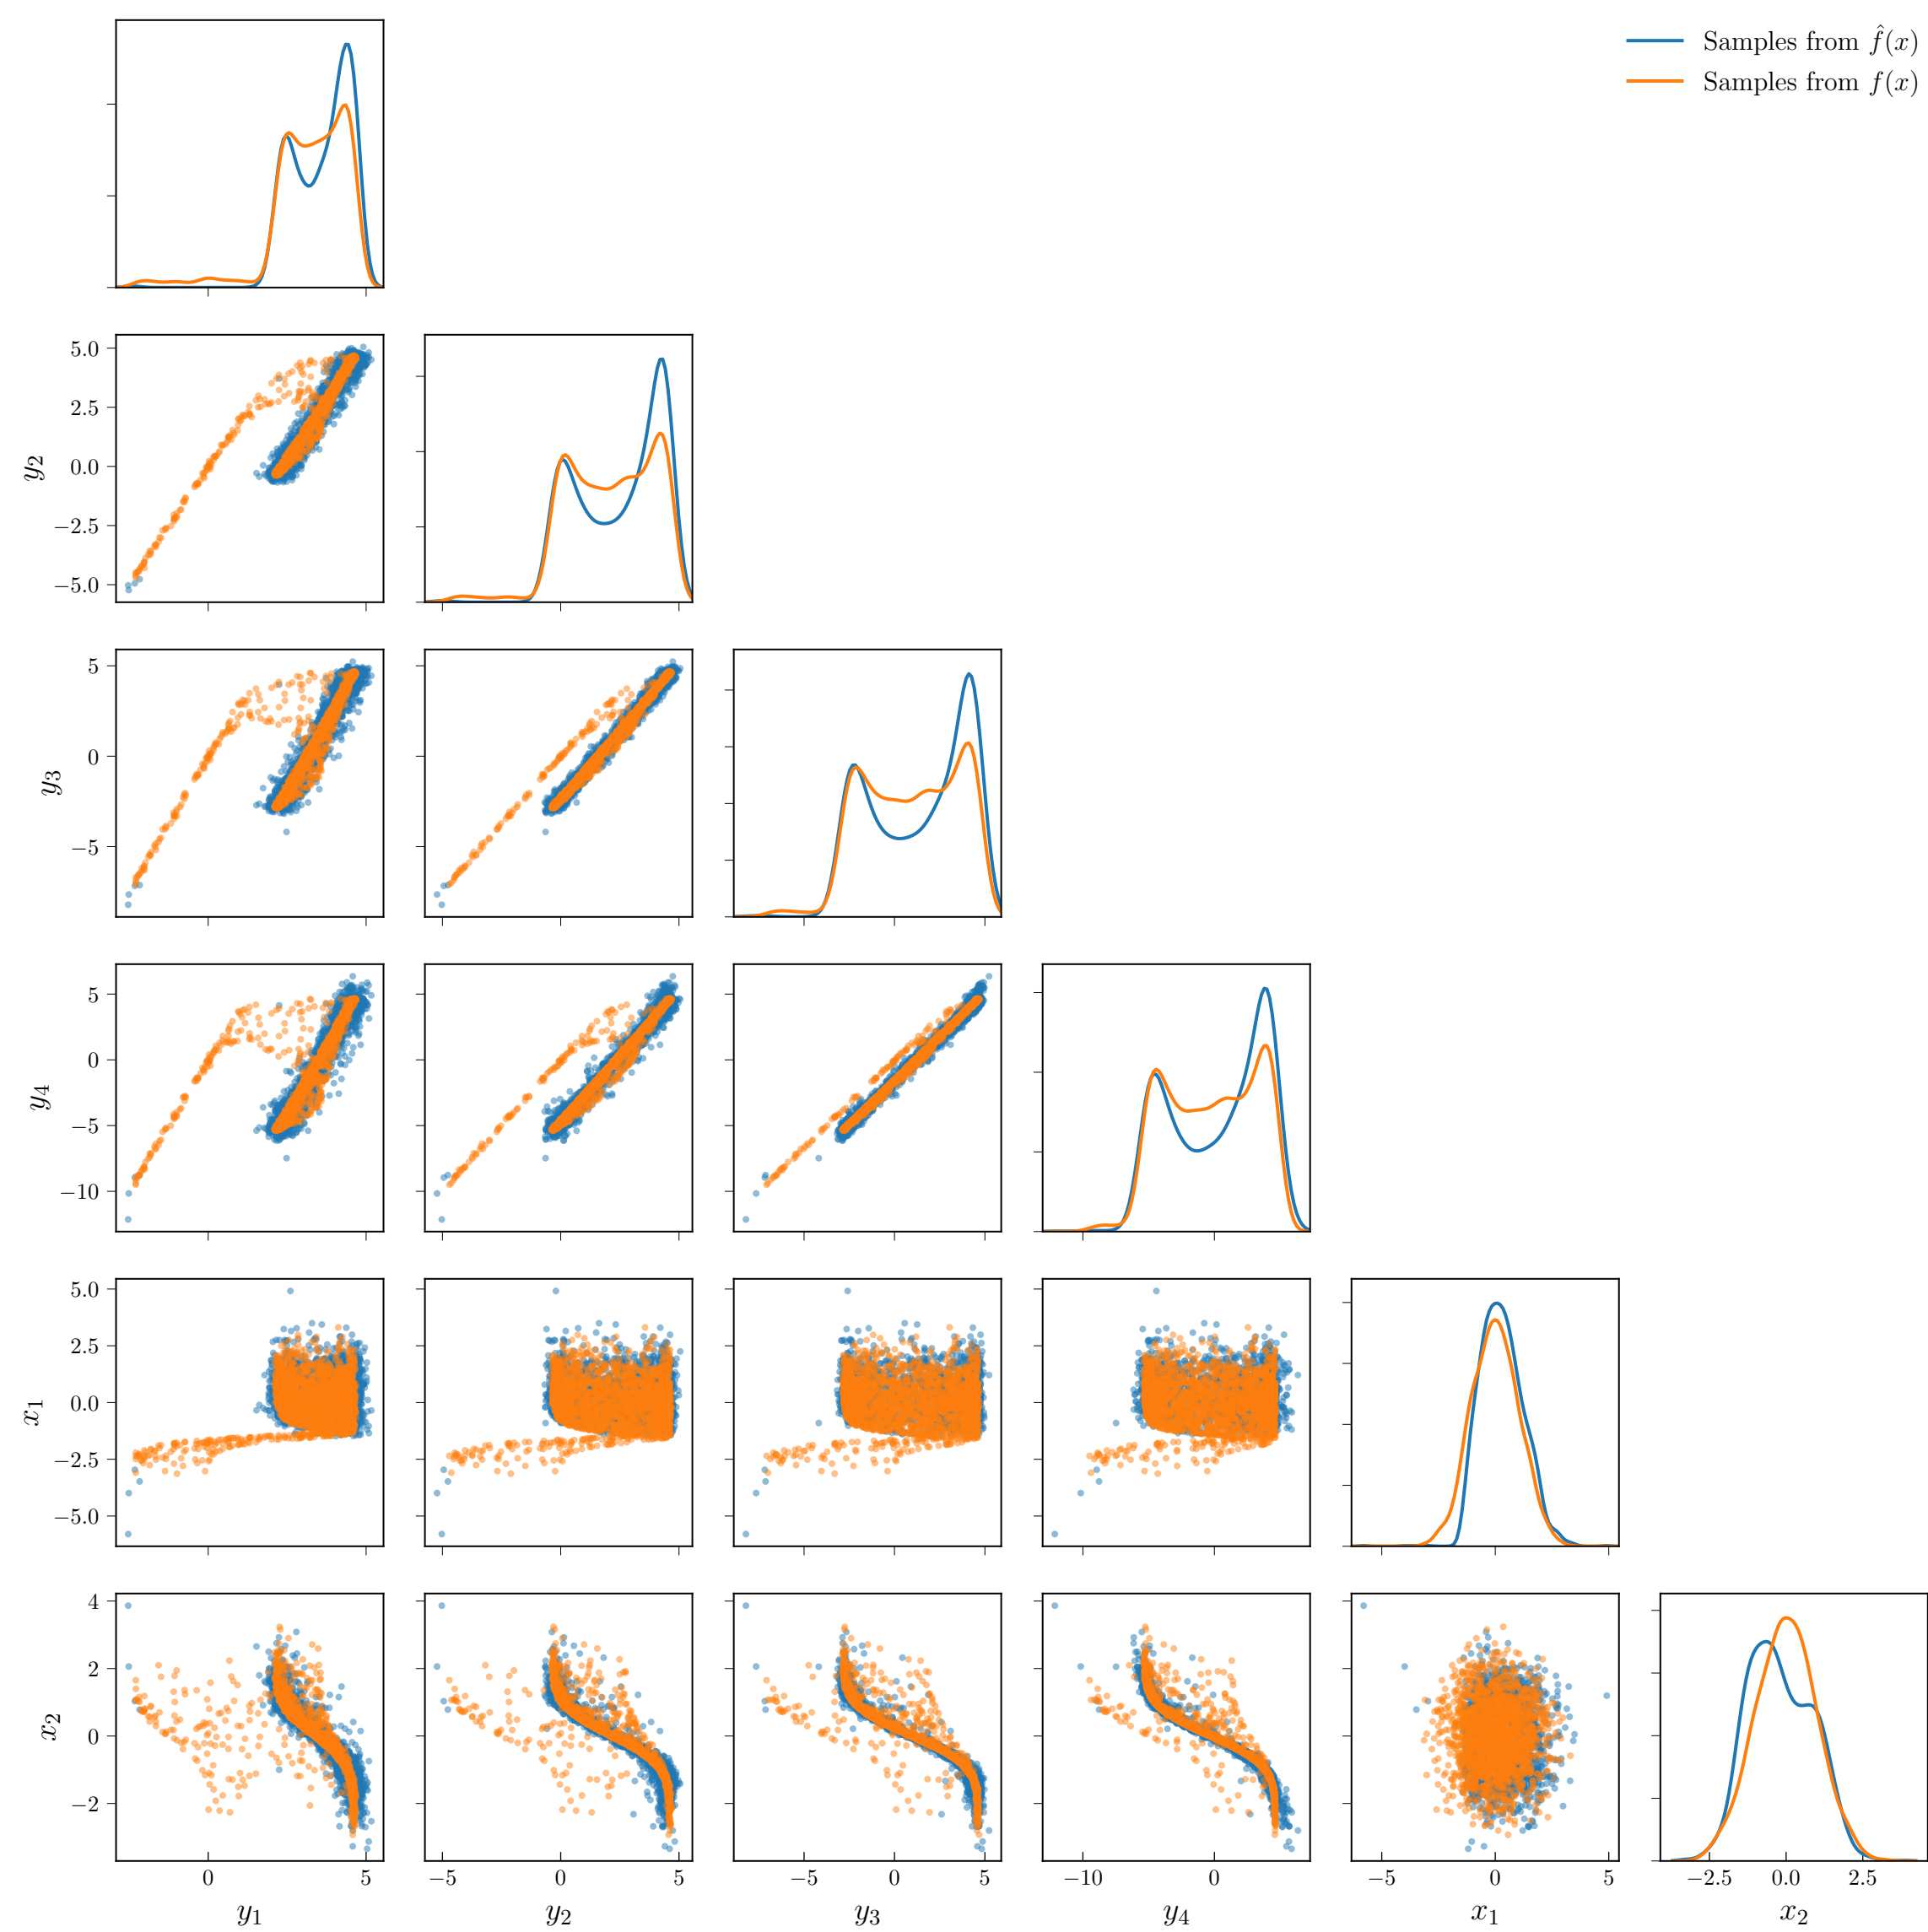 Samples from f̂(x)
Samples from f(x)
5.0
2.5
0.0
−2.5
−5.0
y2
5
0
−5
y3
5
0
−5
−10
y4
5.0
2.5
0.0
−2.5
−5.0
x1
4
2
0
−2
x2
0 5 −5 0 5 −5 0 5 −10 0 −5 0 5 −2.5 0.0 2.5
y1 y2 y3 y4 x1 x2